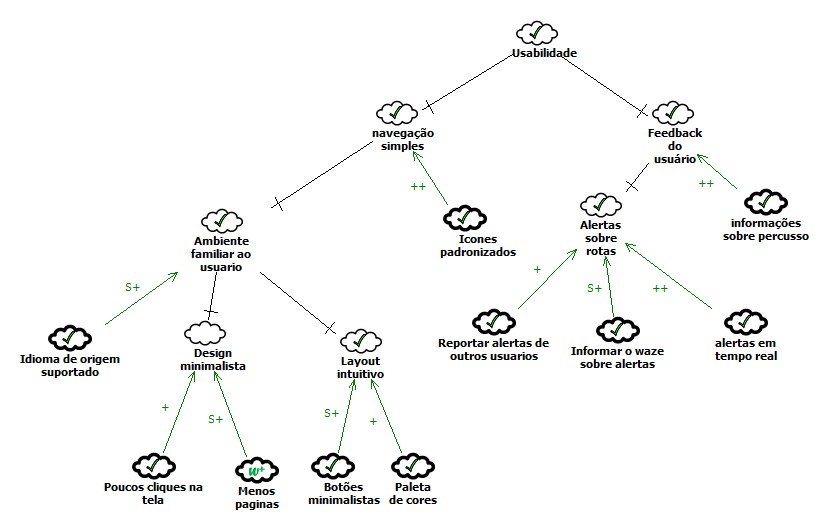 Usabilidade
navegação
simples
Feedback
do
usuário
++
++
Ambiente
familiar ao
usuario
Icones
padronizados
Alertas
sobre
rotas
informações
sobre percusso
S+
+
S+
++
Idioma de origem
suportado
Design
minimalista
Layout
intuitivo
Reportar alertas de
outros usuarios
Informar o waze
sobre alertas
alertas em
tempo real
+
S+
S+
+
W+
Poucos cliques na
tela
Menos
paginas
Botões
minimalistas
Paleta
de cores